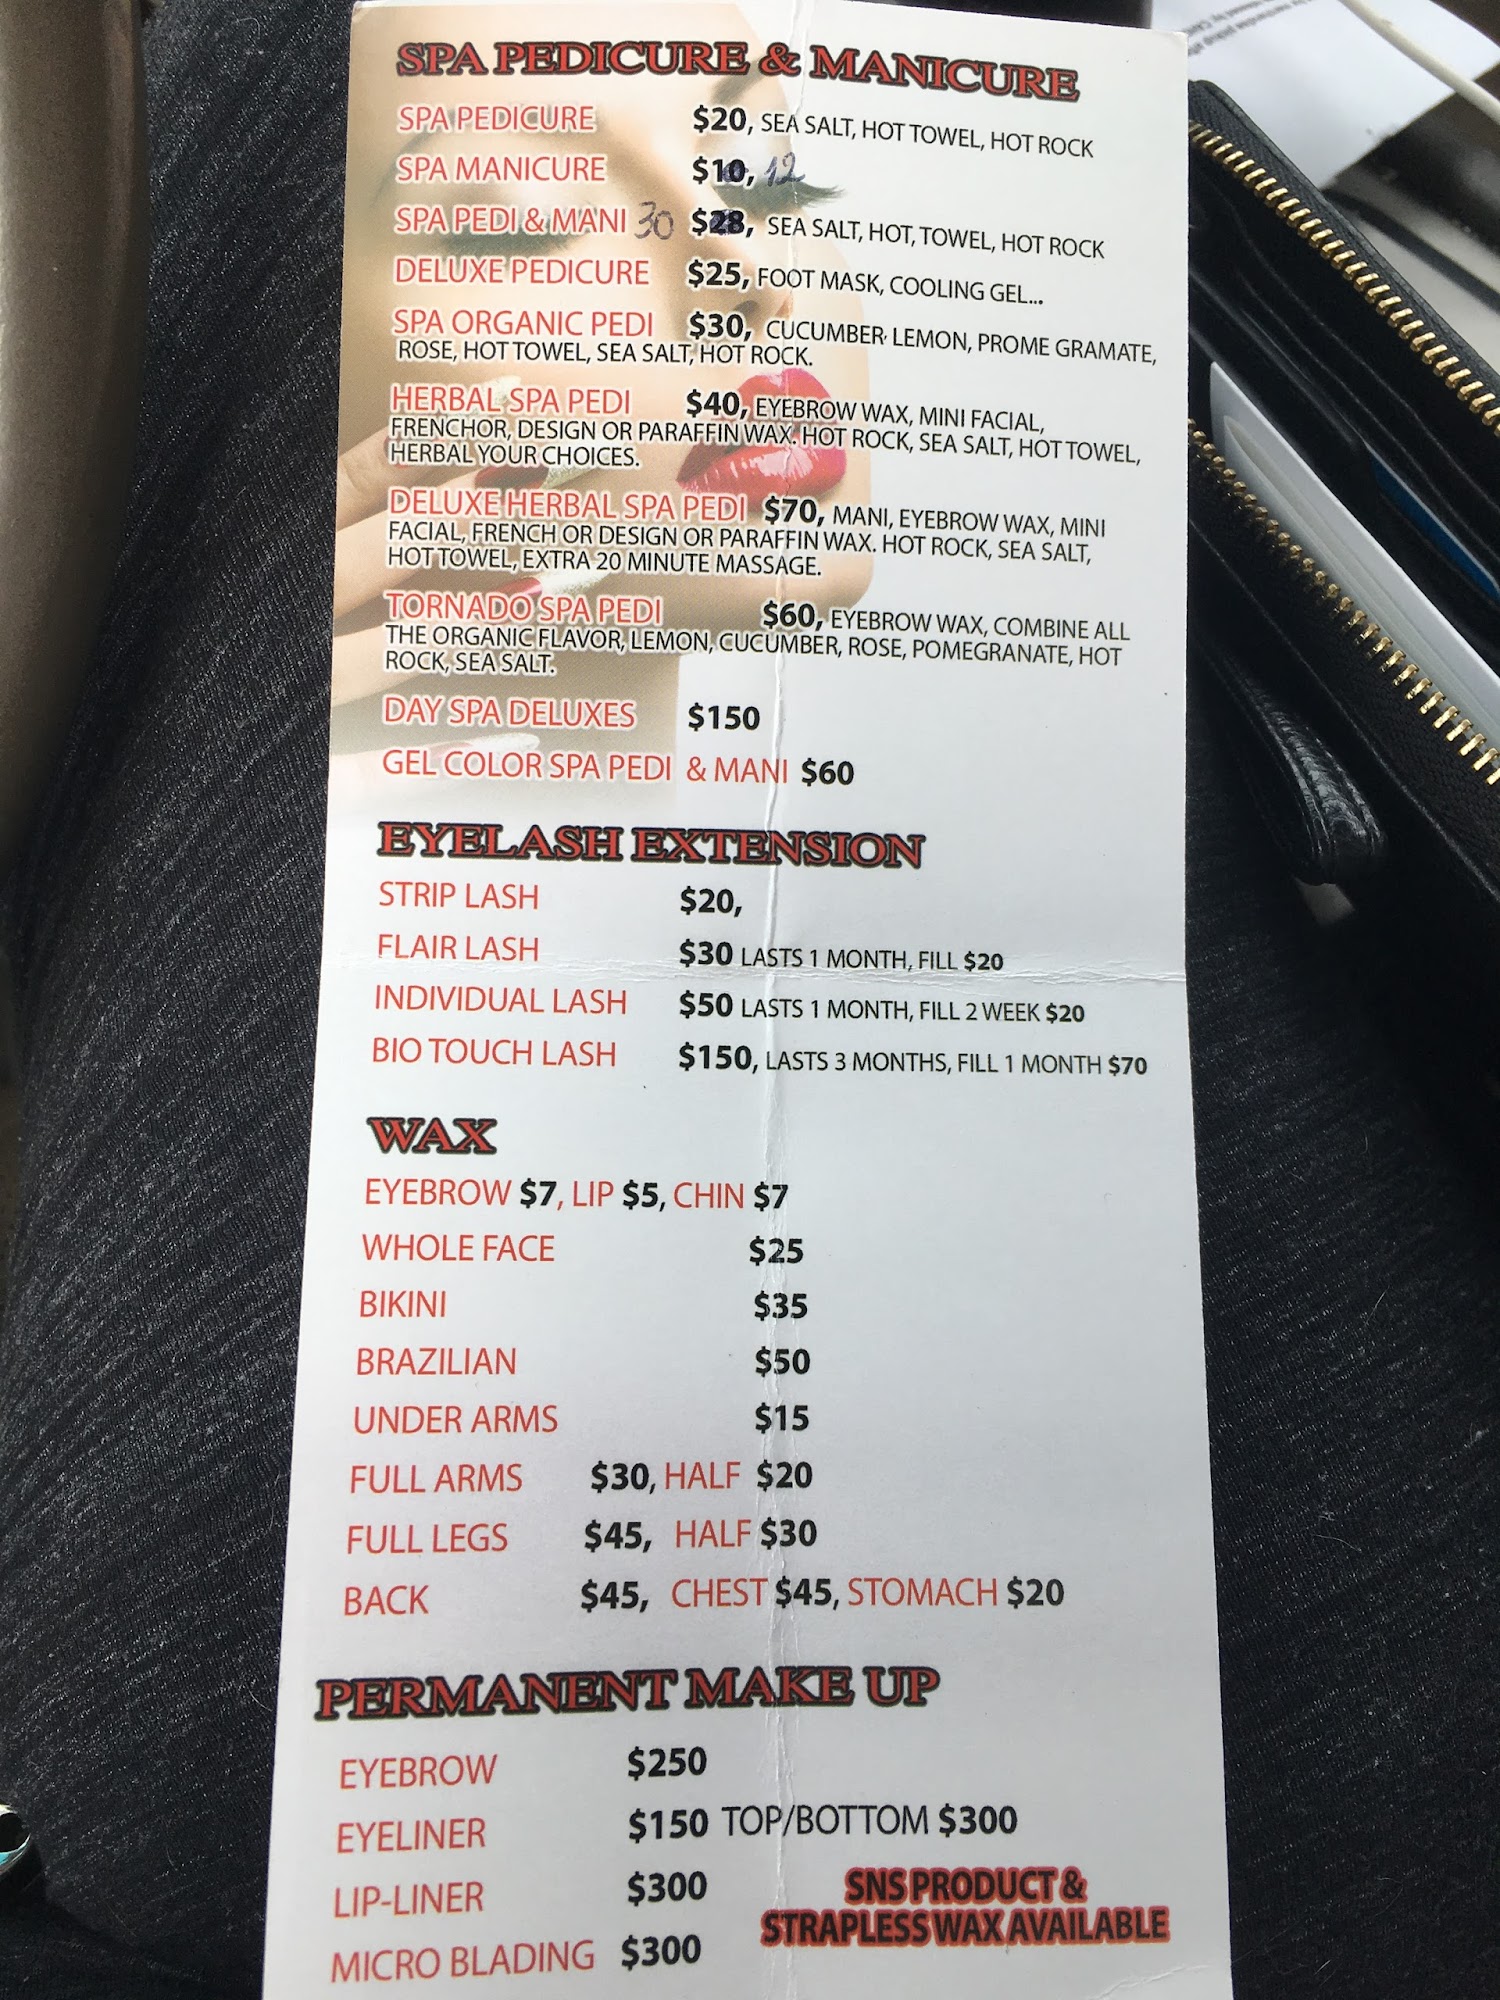 SPA PEDICURE & MANICURE
SPA PEDICURE $20, SEA SALT, HOT TOWEL, HOT ROCK
SPA MANICURE $10, 12
SPA PEDI & MANI 30 $28, SEA SALT, HOT, TOWEL, HOT ROCK
DELUXE PEDICURE $25, FOOT MASK, COOLING GEL...
SPA ORGANIC PEDI $30, CUCUMBER, LEMON, PROME GRAMATE,
ROSE, HOT TOWEL, SEA SALT, HOT ROCK.
HERBAL SPA PEDI $40, EYEBROW WAX, MINI FACIAL,
FRENCHOR, DESIGN OR PARAFFIN WAX. HOT ROCK, SEA SALT, HOT TOWEL,
HERBAL YOUR CHOICES.
DELUXE HERBAL SPA PEDI $70, MANI, EYEBROW WAX, MINI
FACIAL, FRENCH OR DESIGN OR PARAFFIN WAX. HOT ROCK, SEA SALT,
HOT TOWEL, EXTRA 20 MINUTE MASSAGE.
TORNADO SPA PEDI $60, EYEBROW WAX, COMBINE ALL
THE ORGANIC FLAVOR, LEMON, CUCUMBER, ROSE, POMEGRANATE, HOT
ROCK, SEA SALT.
DAY SPA DELUXES $150
GEL COLOR SPA PEDI & MANI $60
EYELASH EXTENSION
STRIP LASH $20,
FLAIR LASH $30 LASTS 1 MONTH, FILL $20
INDIVIDUAL LASH $50 LASTS 1 MONTH, FILL 2 WEEK $20
BIO TOUCH LASH $150, LASTS 3 MONTHS, FILL 1 MONTH $70
WAX
EYEBROW $7, LIP $5, CHIN $7
WHOLE FACE $25
BIKINI $35
BRAZILIAN $50
UNDER ARMS $15
FULL ARMS $30, HALF $20
FULL LEGS $45, HALF $30
BACK $45, CHEST $45, STOMACH $20
PERMANENT MAKE UP
EYEBROW $250
EYELINER $150 TOP/BOTTOM $300
LIP-LINER $300
MICRO BLADING $300
SNS PRODUCT &
STRAPLESS WAX AVAILABLE